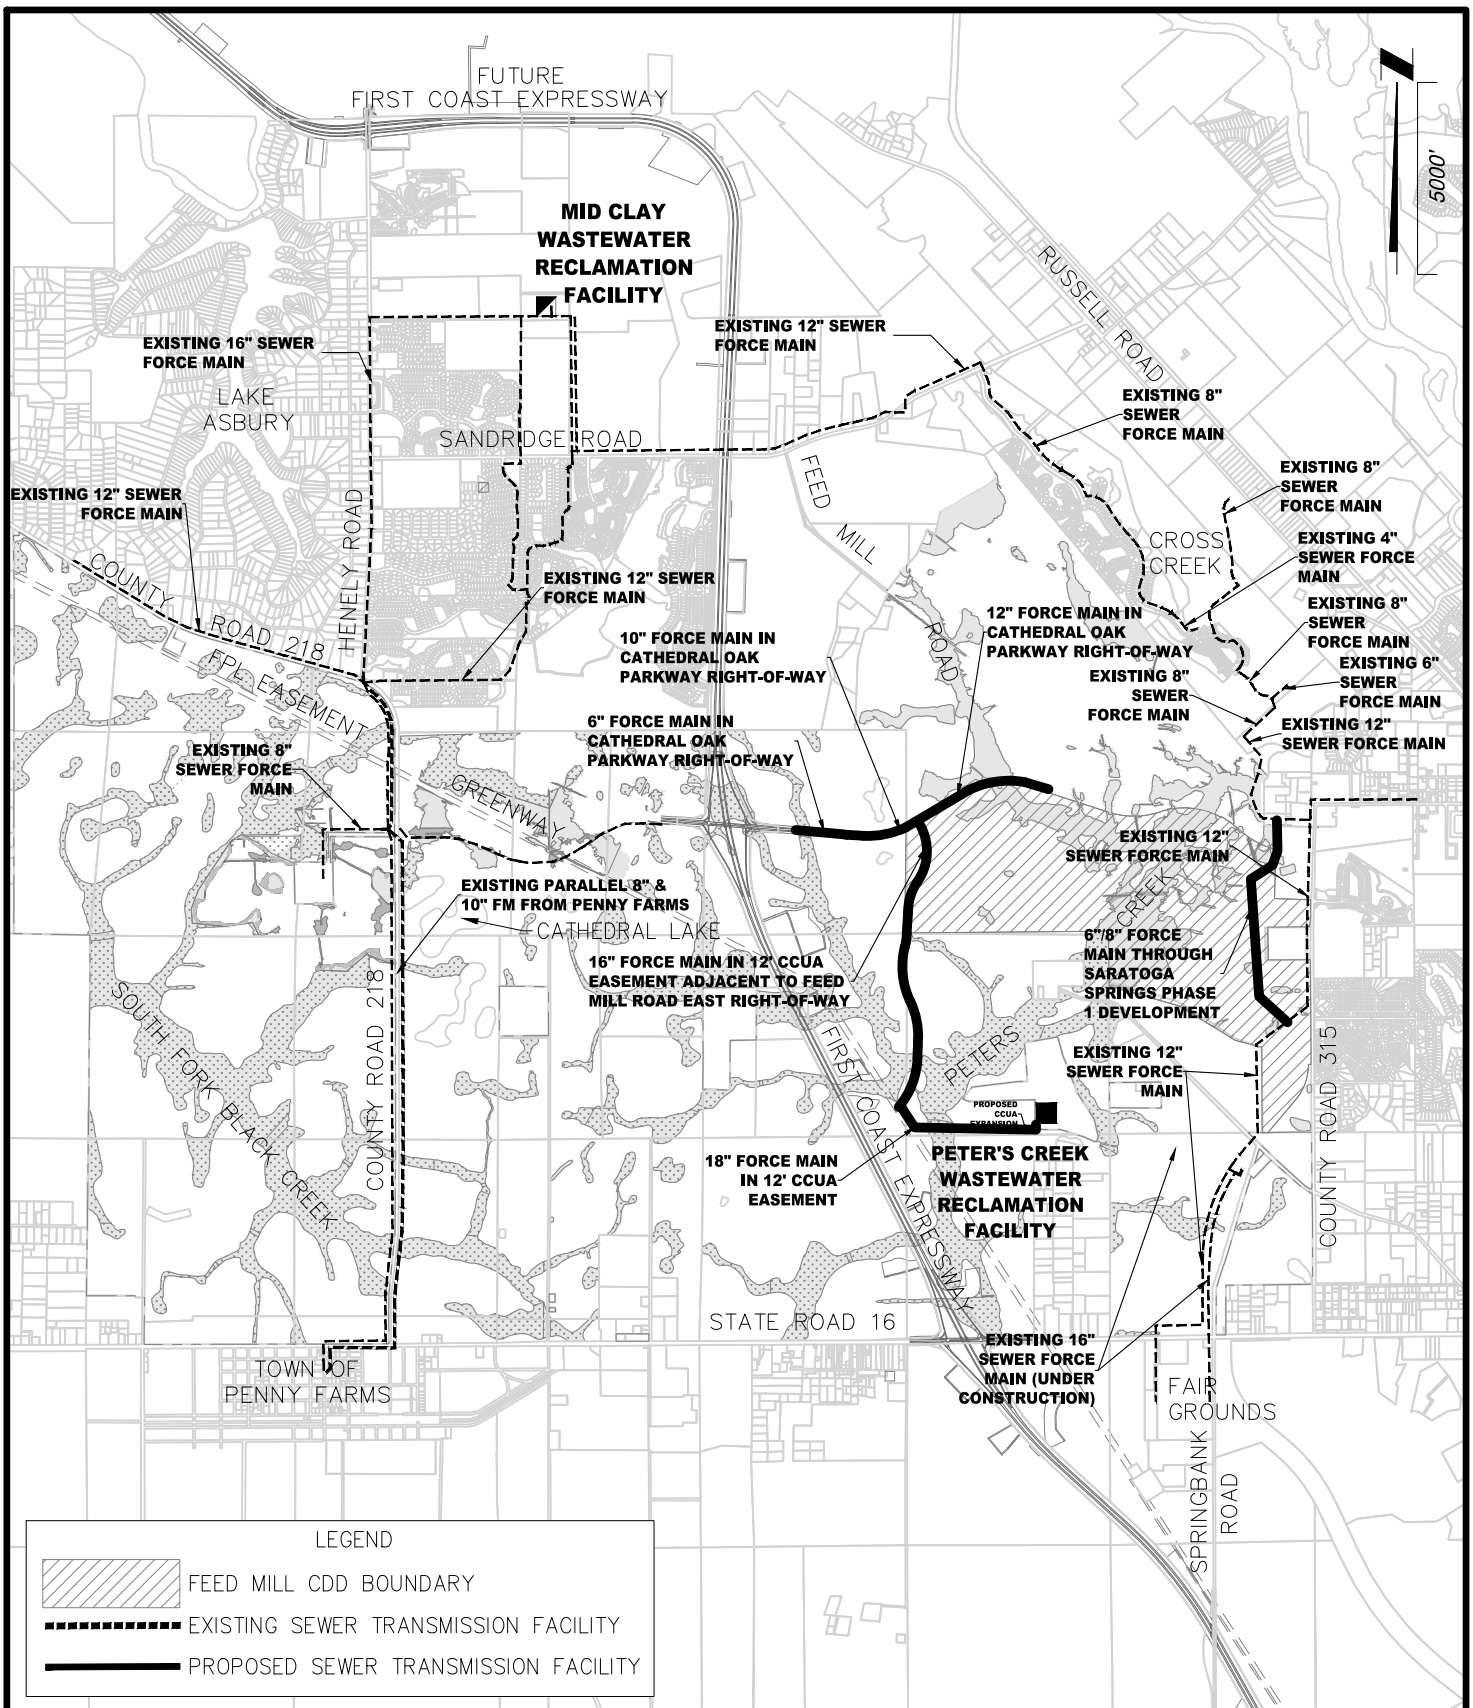 FUTURE
FIRST COAST EXPRESSWAY
5000'
MID CLAY
WASTEWATER
RECLAMATION
FACILITY
RUSSELL ROAD
EXISTING 16" SEWER
FORCE MAIN
EXISTING 12" SEWER
FORCE MAIN
LAKE
ASBURY
EXISTING 8"
SEWER
FORCE MAIN
SANDRIDGE ROAD
FEED MILL ROAD
EXISTING 8"
SEWER
FORCE MAIN
EXISTING 12" SEWER
FORCE MAIN
HENELY ROAD
CROSS
CREEK
EXISTING 4"
SEWER FORCE
MAIN
COUNTY ROAD 218
EXISTING 12" SEWER
FORCE MAIN
12" FORCE MAIN IN
CATHEDRAL OAK
PARKWAY RIGHT-OF-WAY
EXISTING 8"
SEWER
FORCE MAIN
10" FORCE MAIN IN
CATHEDRAL OAK
PARKWAY RIGHT-OF-WAY
FPL EASEMENT
EXISTING 8"
SEWER
FORCE MAIN
EXISTING 6"
SEWER
FORCE MAIN
6" FORCE MAIN IN
CATHEDRAL OAK
PARKWAY RIGHT-OF-WAY
EXISTING 12"
SEWER FORCE MAIN
EXISTING 8"
SEWER FORCE
MAIN
GREENWAY
EXISTING 12"
SEWER FORCE MAIN
EXISTING PARALLEL 8" &
10" FM FROM PENNY FARMS
CATHEDRAL LAKE
6"/8" FORCE
MAIN THROUGH
SARATOGA
SPRINGS PHASE
1 DEVELOPMENT
16" FORCE MAIN IN 12' CCUA
EASEMENT ADJACENT TO FEED
MILL ROAD EAST RIGHT-OF-WAY
SOUTH FORK BLACK CREEK
COUNTY ROAD 218
FIRST COAST EXPRESSWAY
PETERS CREEK
EXISTING 12"
SEWER FORCE
MAIN
COUNTY ROAD 315
PROPOSED
CCUA
EXPANSION
18" FORCE MAIN
IN 12' CCUA
EASEMENT
PETER'S CREEK
WASTEWATER
RECLAMATION
FACILITY
STATE ROAD 16
EXISTING 16"
SEWER FORCE
MAIN (UNDER
CONSTRUCTION)
TOWN OF
PENNY FARMS
FAIR
GROUNDS
SPRINGBANK
ROAD
LEGEND
FEED MILL CDD BOUNDARY
EXISTING SEWER TRANSMISSION FACILITY
PROPOSED SEWER TRANSMISSION FACILITY